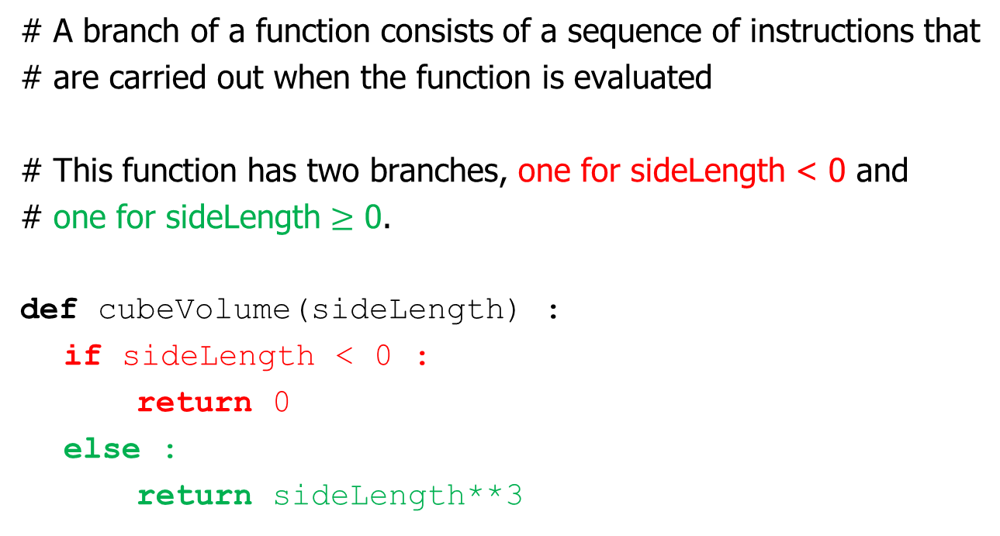 # A branch of a function consists of a sequence of instructions that
# are carried out when the function is evaluated
# This function has two branches, one for sideLength < 0 and
# one for sideLength ≥ 0.
def cubeVolume(sideLength) :
if sideLength < 0 :
return 0
else :
return sideLength**3